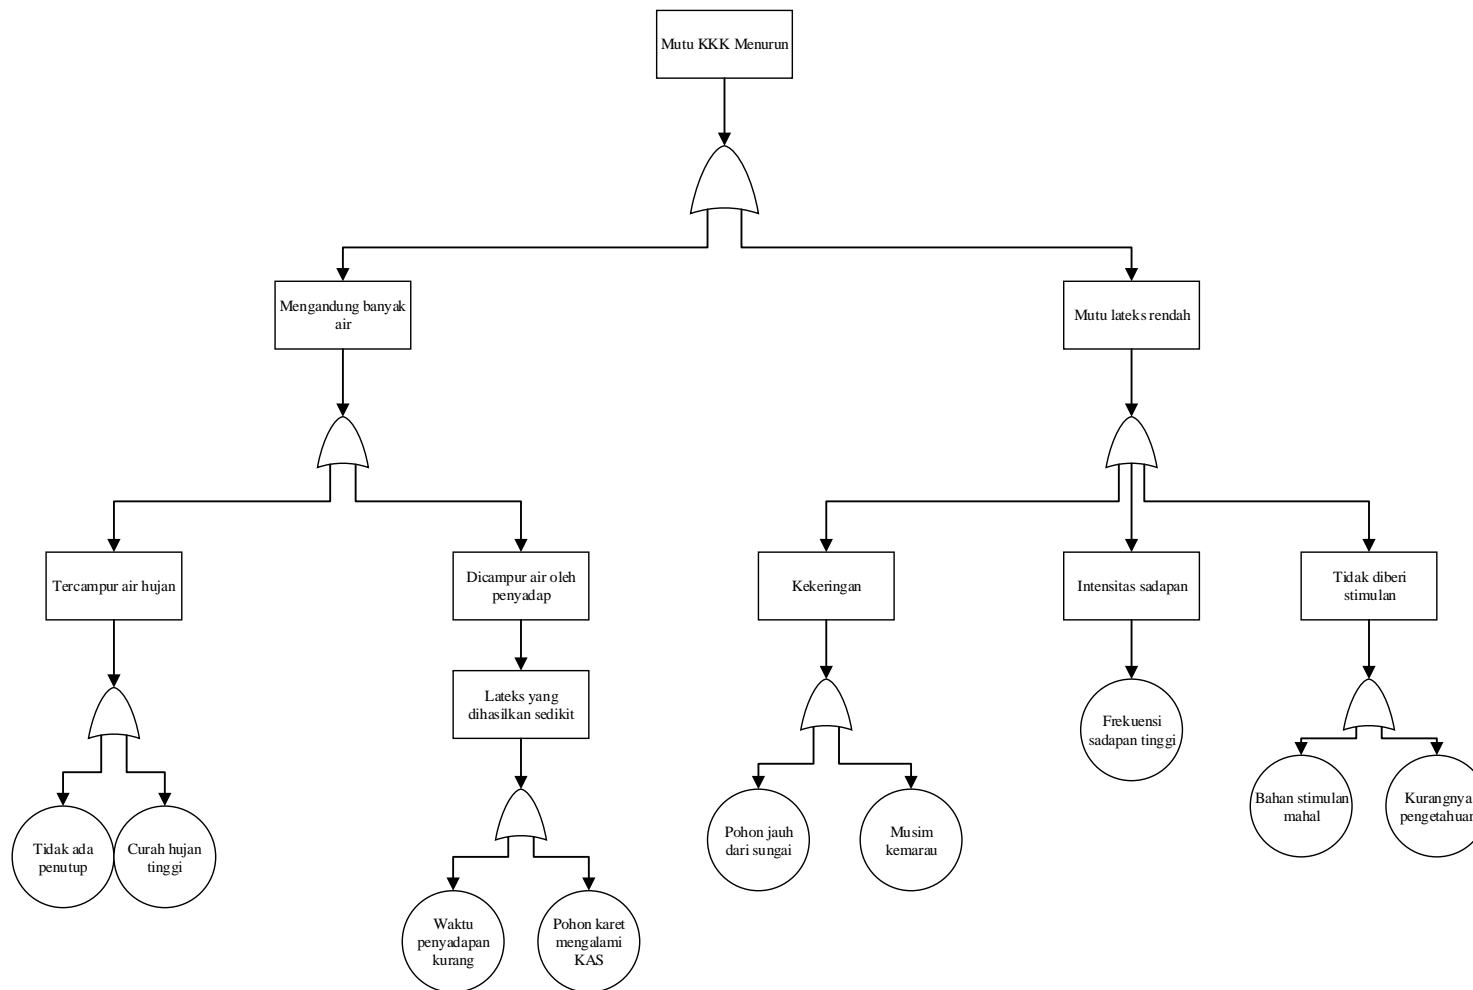 Mutu KKK Menurun
Mengandung banyak
air
Mutu lateks rendah
Tercampur air hujan
Dicampur air oleh
penyadap
Kekeringan
Intensitas sadapan
Tidak diberi
stimulan
Lateks yang
dihasilkan sedikit
Frekuensi
sadapan tinggi
Tidak ada
penutup
Curah hujan
tinggi
Pohon jauh
dari sungai
Musim
kemarau
Bahan stimulan
mahal
Kurangnya
pengetahuan
Waktu
penyadapan
kurang
Pohon karet
mengalami
KAS